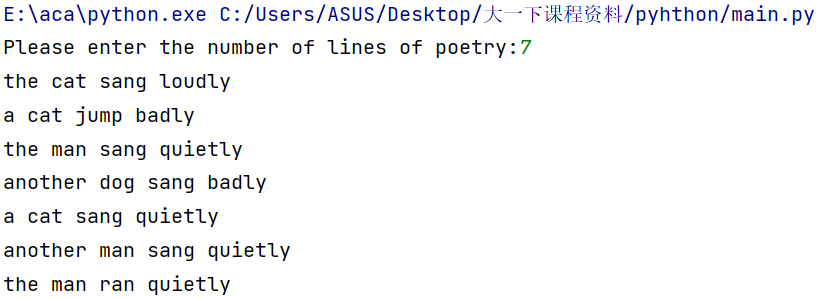 E:\aca\python.exe C:/Users/ASUS/Desktop/大一下课程资料/pyhthon/main.py
Please enter the number of lines of poetry:7
the cat sang loudly
a cat jump badly
the man sang quietly
another dog sang badly
a cat sang quietly
another man sang quietly
the man ran quietly